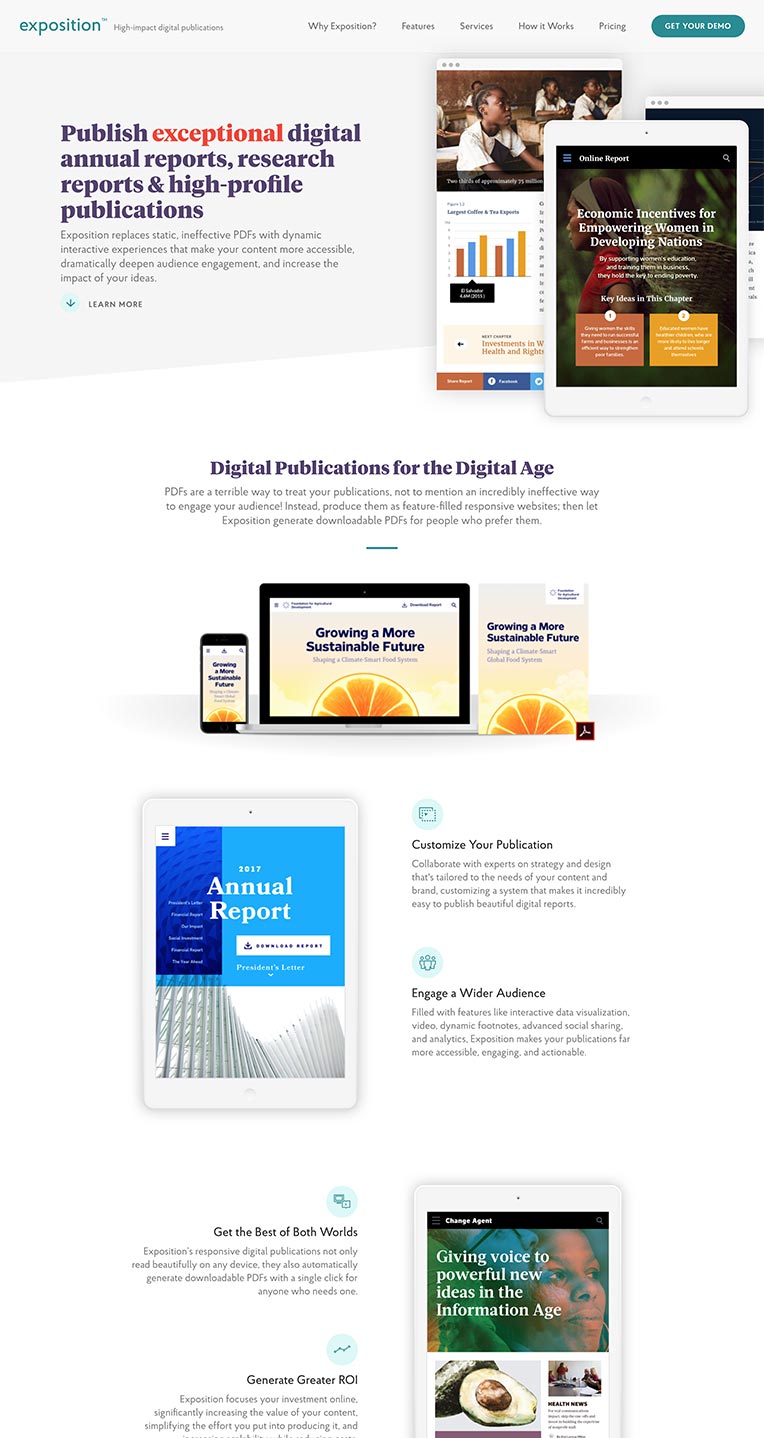 exposition™ High-impact digital publications
Why Exposition? Features Services How it Works Pricing GET YOUR DEMO
Publish exceptional digital
annual reports, research
reports & high-profile
publications
Exposition replaces static, ineffective PDFs with dynamic
interactive experiences that make your content more accessible,
dramatically deepen audience engagement, and increase the
impact of your ideas.
LEARN MORE
Two thirds of approximately 75 million
Figure 1.2
Largest Coffee & Tea Exports
El Salvador
4.6M (2015)
NEXT CHAPTER
Investments in W
Health and Rights
Share Report
Facebook
Online Report
Economic Incentives for
Empowering Women in
Developing Nations
By supporting women's education,
and training them in business,
they hold the key to ending poverty.
Key Ideas in This Chapter
1
Giving women the skills
they need to run successful
farms and businesses is an
efficient way to strengthen
poor families.
2
Educated women have
healthier children, who are
more likely to live longer
and attend schools
themselves
Digital Publications for the Digital Age
PDFs are a terrible way to treat your publications, not to mention an incredibly ineffective way
to engage your audience! Instead, produce them as feature-filled responsive websites; then let
Exposition generate downloadable PDFs for people who prefer them.
Growing a More
Sustainable Future
Shaping a Climate-
Smart Food
System
Foundation for Agricultural
Development
Download Report
Growing a More
Sustainable Future
Shaping a Climate-Smart Food System
Foundation for Agricultural
Development
Growing a More
Sustainable Future
Shaping a Climate-Smart
Global Food System
2017
Annual
Report
President's Letter
Financial Report
Our Impact
Social Investment
Financial Report
The Year Ahead
DOWNLOAD REPORT
President's Letter
Customize Your Publication
Collaborate with experts on strategy and design
that's tailored to the needs of your content and
brand, customizing a system that makes it incredibly
easy to publish beautiful digital reports.
Engage a Wider Audience
Filled with features like interactive data visualization,
video, dynamic footnotes, advanced social sharing,
and analytics, Exposition makes your publications far
more accessible, engaging, and actionable.
Get the Best of Both Worlds
Exposition's responsive digital publications not only
read beautifully on any device, they also automatically
generate downloadable PDFs with a single click for
anyone who needs one.
Generate Greater ROI
Exposition focuses your investment online,
significantly increasing the value of your content,
simplifying the effort you put into producing it, and
Change Agent
Giving voice to
powerful new
ideas in the
Information Age
HEALTH NEWS